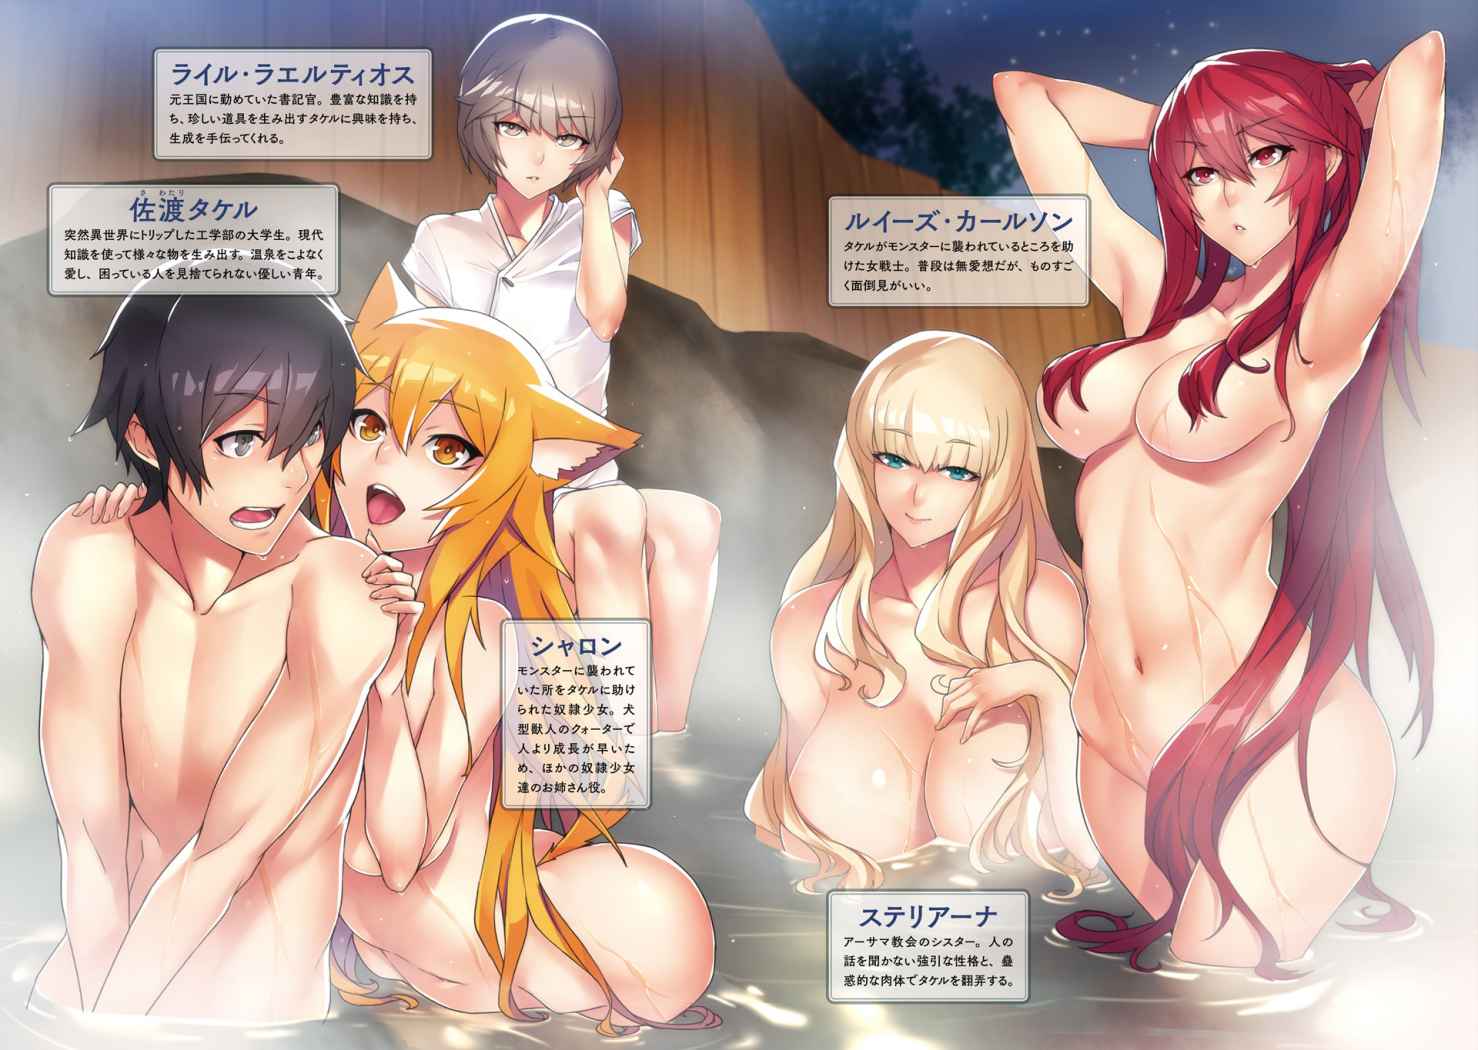 ライル・ラエルティオス
元王国に勤めていた書記官。豊富な知識を持
ち、珍しい道具を生み出すタケルに興味を持ち、
生成を手伝ってくれる。
さ わたり
佐渡タケル
突然異世界にトリップした工学部の大学生。現代
知識を使って様々な物を生み出す。温泉をこよなく
愛し、困っている人を見捨てられない優しい青年。
シャロン
モンスターに襲われて
いた所をタケルに助け
られた奴隷少女。犬
型獣人のクォーターで
人より成長が早いた
め、ほかの奴隷少女
達のお姉さん役。
ルイーズ・カールソン
タケルがモンスターに襲われているところを助
けた女戦士。普段は無愛想だが、ものすご
く面倒見がいい。
ステリアーナ
アーサマ教会のシスター。人の
話を聞かない強引な性格と、蠱
惑的な肉体でタケルを翻弄する。